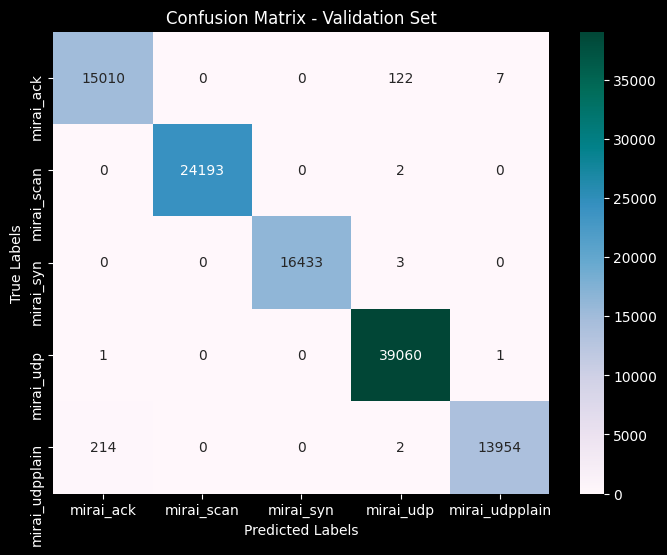 Confusion Matrix - Validation Set
True Labels
mirai_ack 15010 0 0 122 7
mirai_scan 0 24193 0 2 0
mirai_syn 0 0 16433 3 0
mirai_udp 1 0 0 39060 1
mirai_udpplain 214 0 0 2 13954
mirai_ack mirai_scan mirai_syn mirai_udp mirai_udpplain
Predicted Labels
35000
30000
25000
20000
15000
10000
5000
0